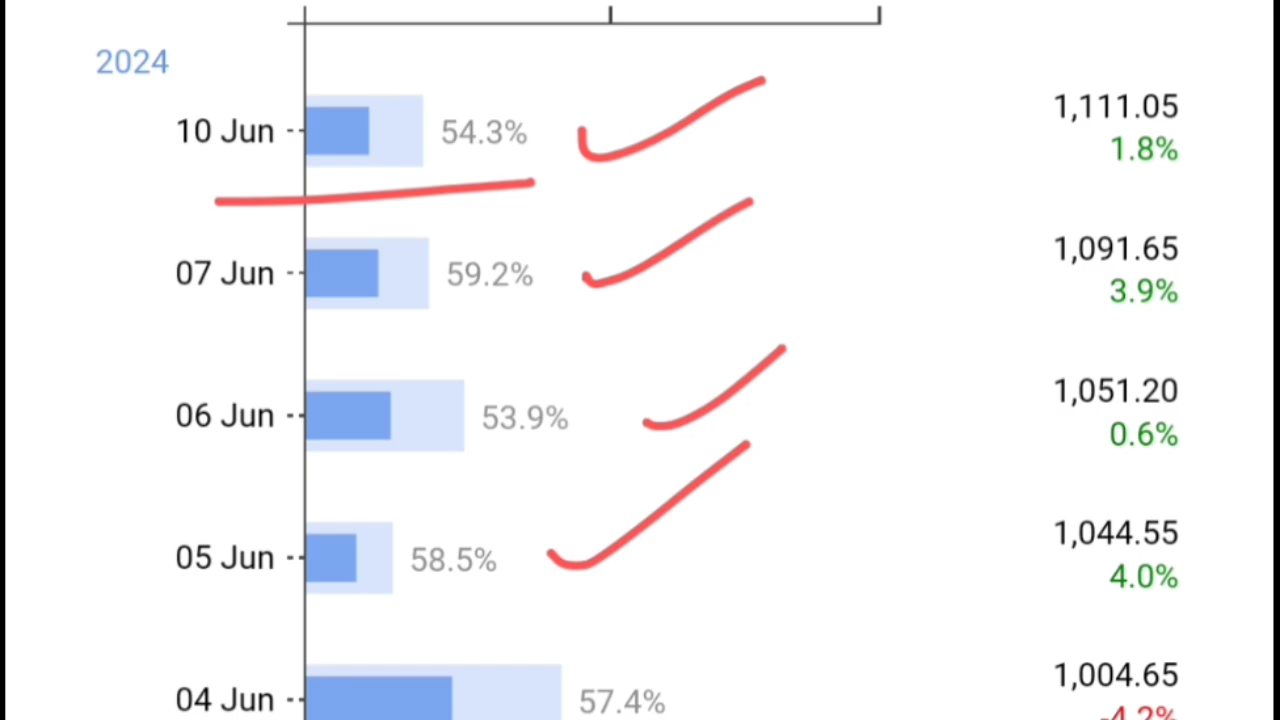 2024
10 Jun 54.3% 1,111.05
1.8%
07 Jun 59.2% 1,091.65
3.9%
06 Jun 53.9% 1,051.20
0.6%
05 Jun 58.5% 1,044.55
4.0%
04 Jun 57.4% 1,004.65
-4.2%